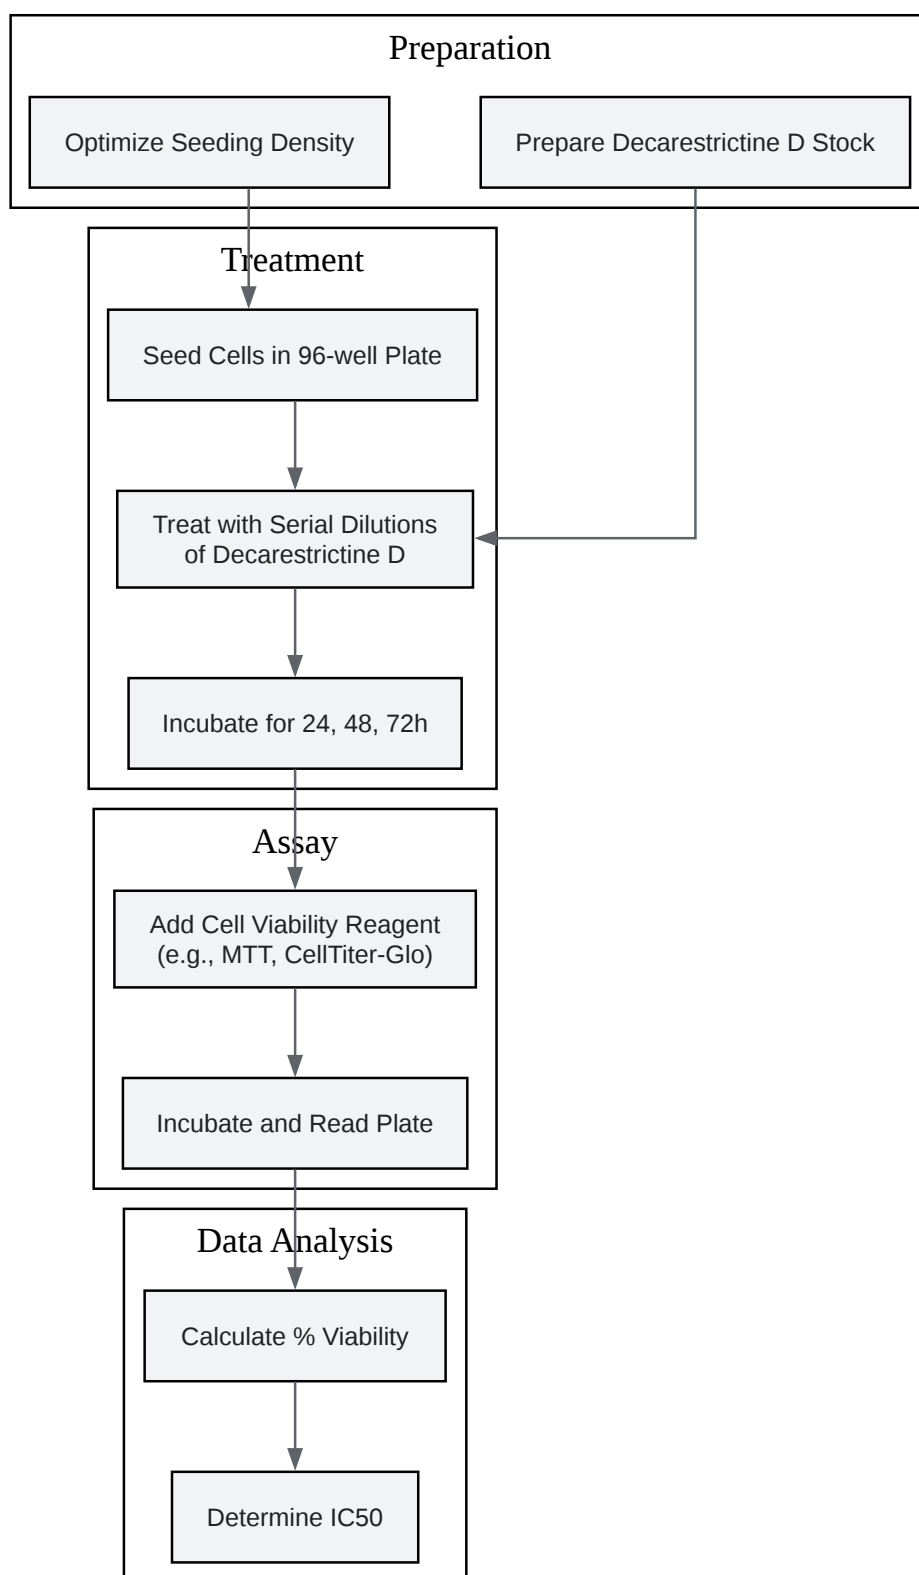 Preparation
Optimize Seeding Density
Prepare Decarestrictine D Stock
Treatment
Seed Cells in 96-well Plate
Treat with Serial Dilutions
of Decarestrictine D
Incubate for 24, 48, 72h
Assay
Add Cell Viability Reagent
(e.g., MTT, CellTiter-Glo)
Incubate and Read Plate
Data Analysis
Calculate % Viability
Determine IC50